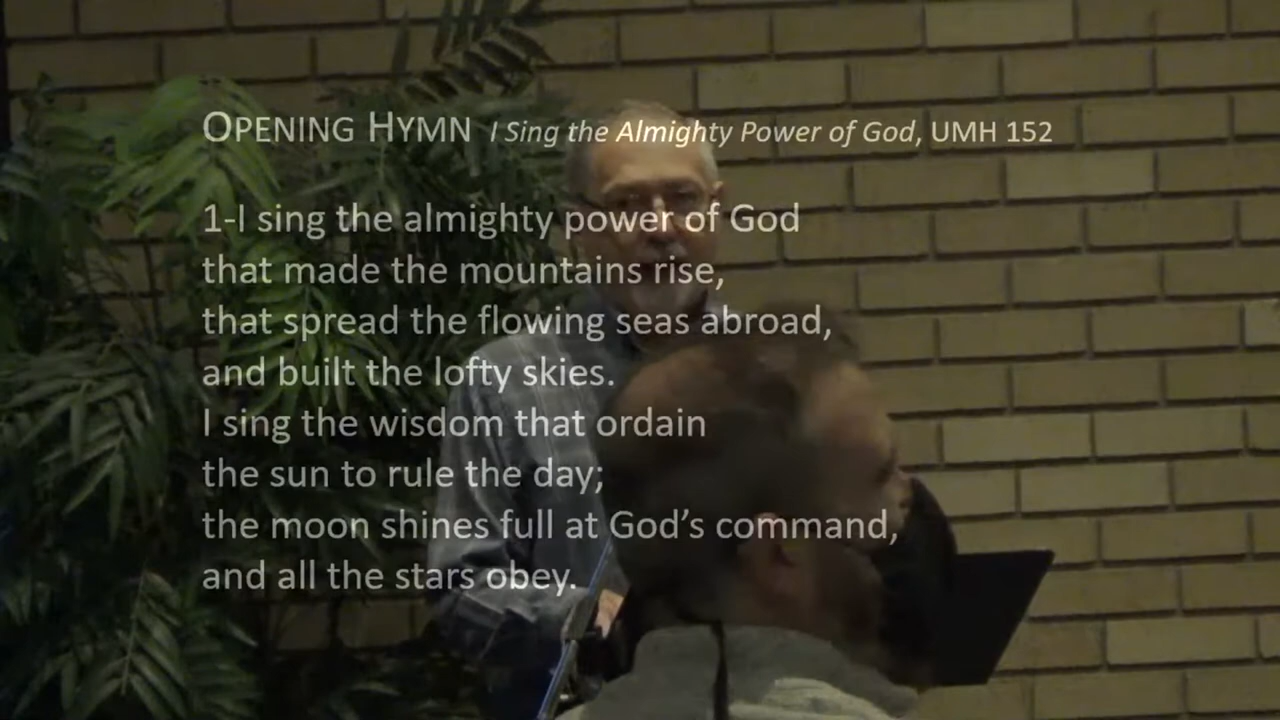 OPENING HYMN I Sing the Almighty Power of God, UMH 152
1-I sing the almighty power of God
that made the mountains rise,
that spread the flowing seas abroad,
and built the lofty skies.
I sing the wisdom that ordain
the sun to rule the day;
the moon shines full at God’s command,
and all the stars obey.